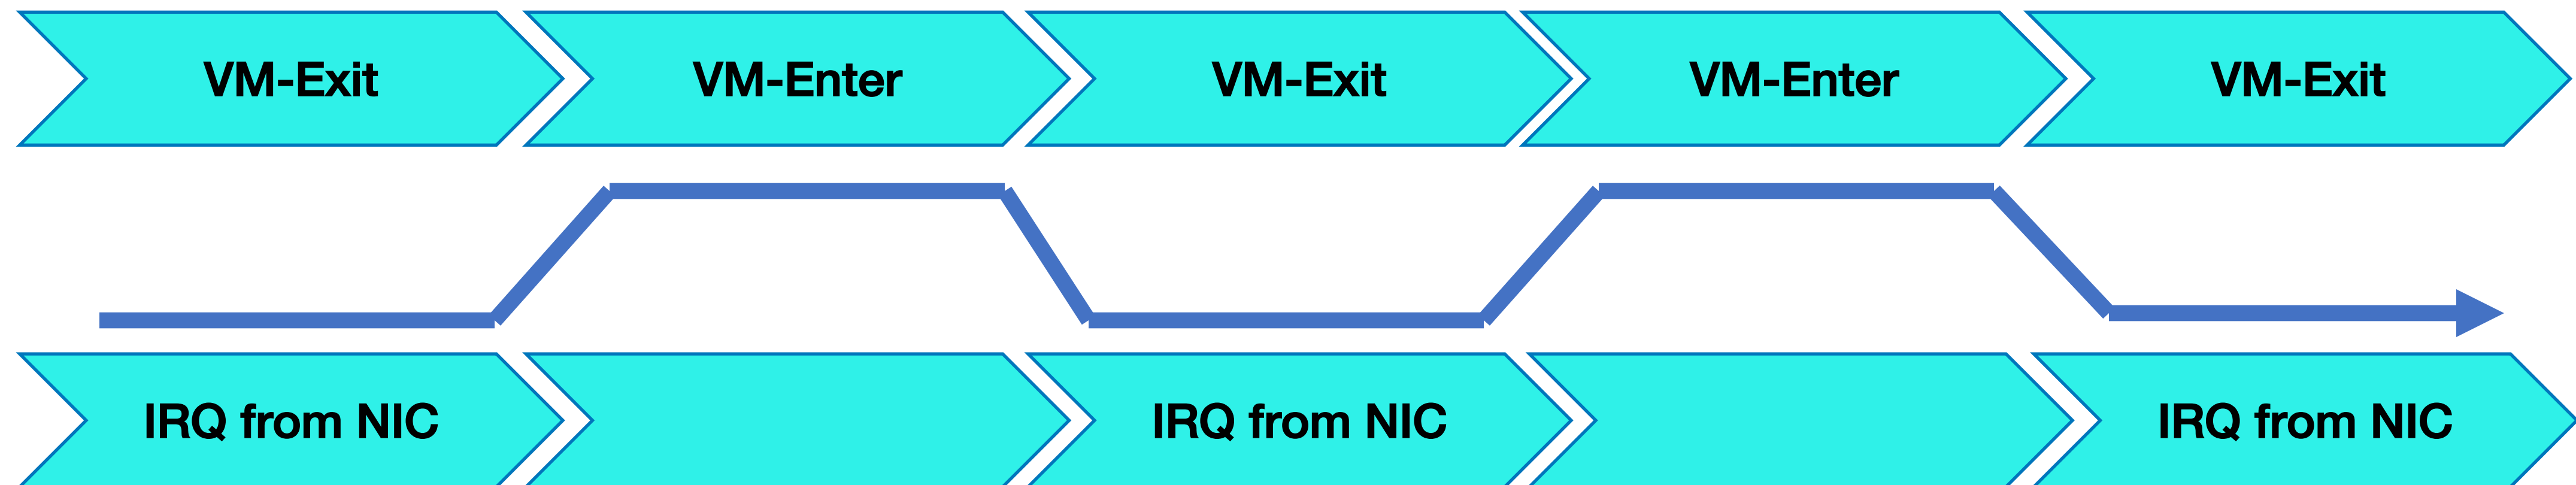 VM-Exit
VM-Enter
VM-Exit
VM-Enter
VM-Exit
IRQ from NIC
IRQ from NIC
IRQ from NIC